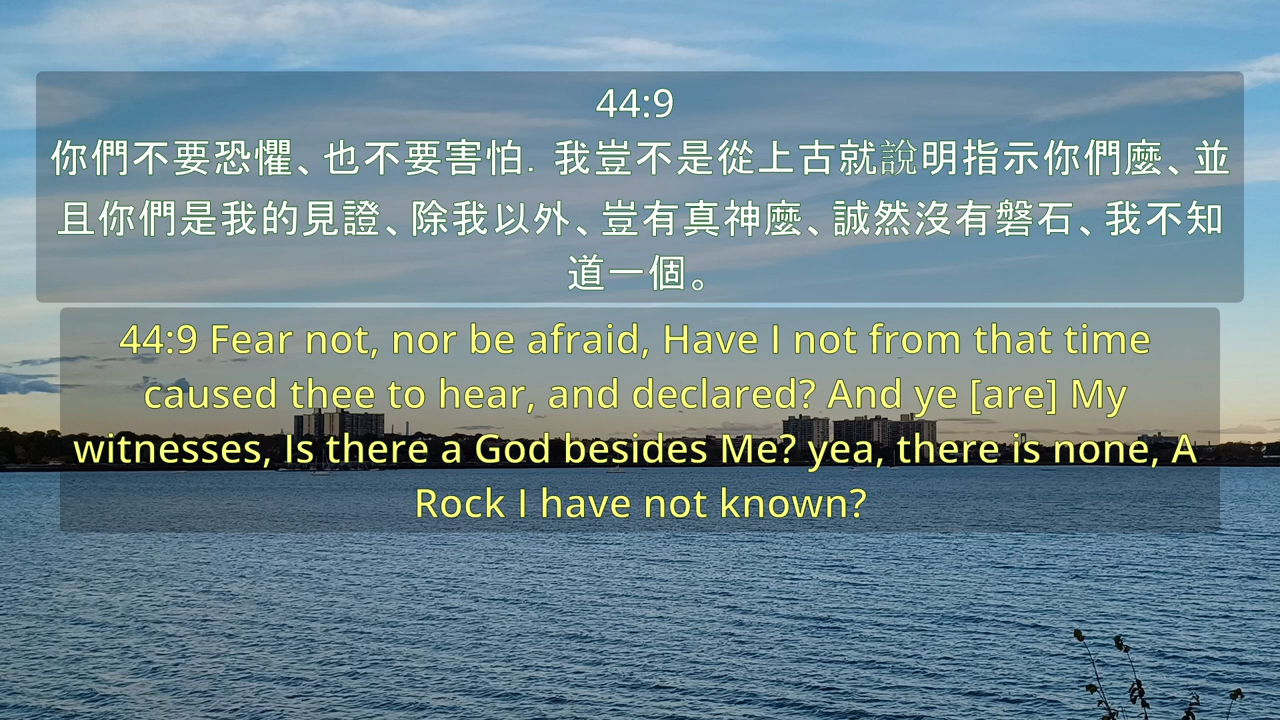 44:9
你們不要恐懼、也不要害怕. 我豈不是從上古就說明指示你們麼、並
且你們是我的見證、除我以外、豈有真神麼、誠然沒有磐石、我不知
道一個。
44:9 Fear not, nor be afraid, Have I not from that time
caused thee to hear, and declared? And ye [are] My
witnesses, Is there a God besides Me? yea, there is none, A
Rock I have not known?